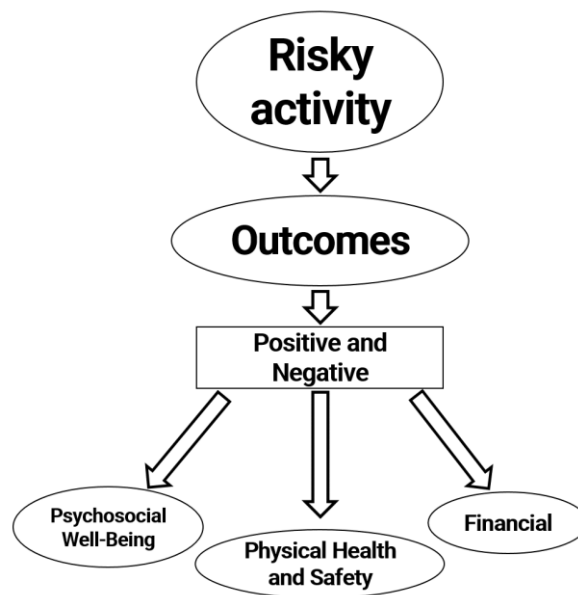 Risky
activity
Outcomes
Positive and
Negative
Psychosocial
Well-Being
Physical Health
and Safety
Financial